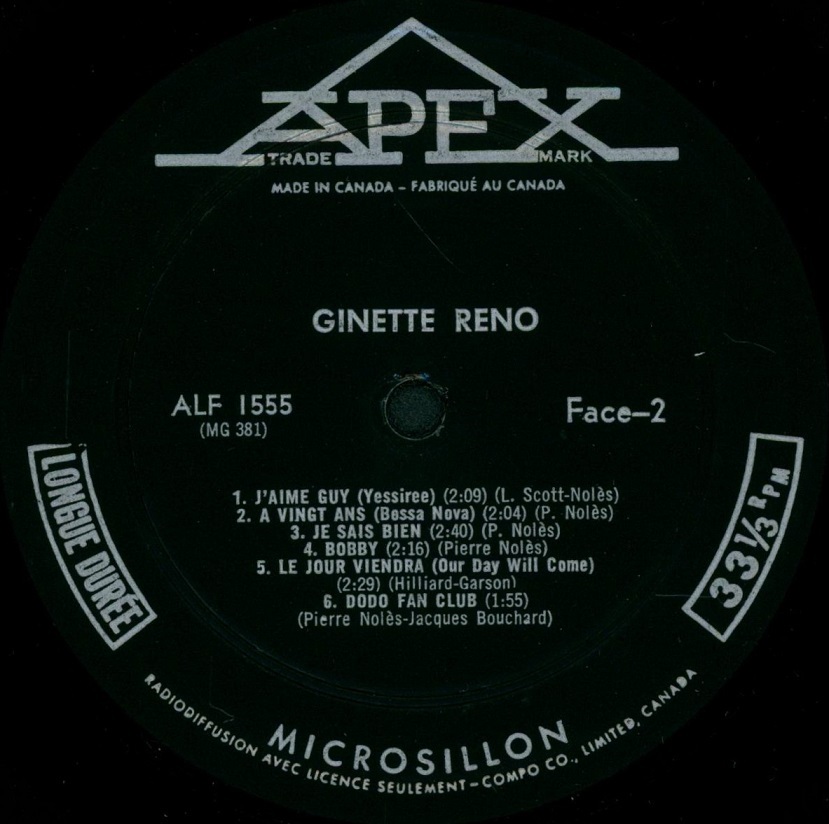 APEX
TRADE MARK
MADE IN CANADA – FABRIQUÉ AU CANADA
GINETTE RENO
ALF 1555
(MG 381)
Face–2
1. J'AIME GUY (Yessiree) (2:09) (L. Scott-Nolès)
2. A VINGT ANS (Bossa Nova) (2:04) (P. Nolès)
3. JE SAIS BIEN (2:40) (P. Nolès)
4. BOBBY (2:16) (Pierre Nolès)
5. LE JOUR VIENDRA (Our Day Will Come)
(2:29) (Hilliard-Garson)
6. DODO FAN CLUB (1:55)
(Pierre Nolès-Jacques Bouchard)
LONGUE DURÉE
33⅓ RPM
MICROSILLON
RADIODIFFUSION AVEC LICENCE SEULEMENT–COMPO CO., LIMITED, CANADA